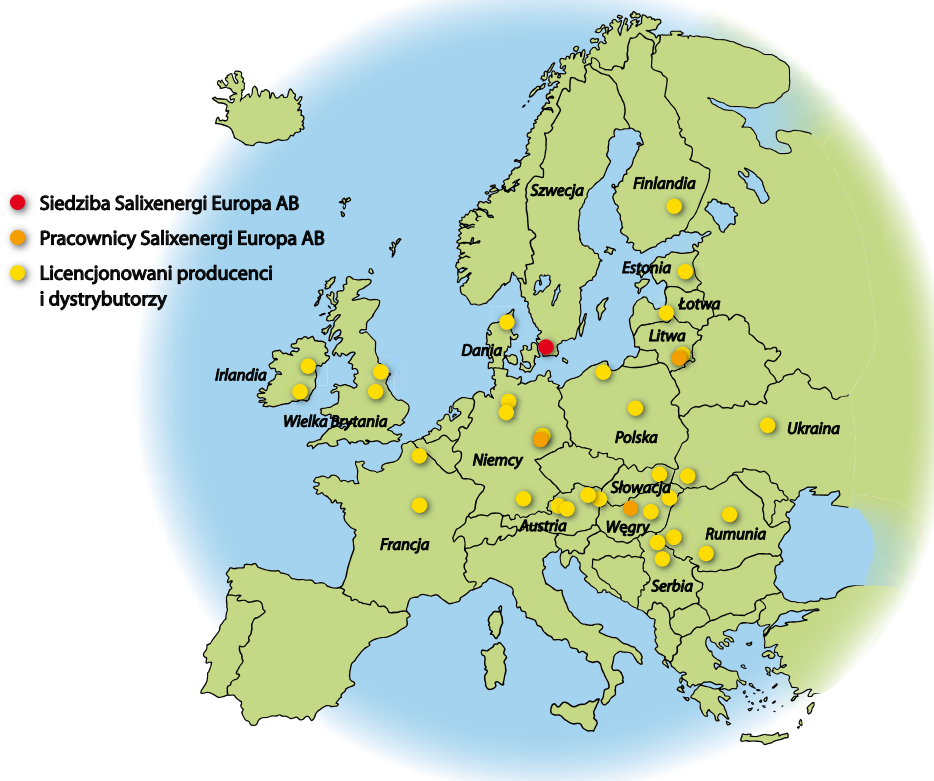 Siedziba Salixenergi Europa AB
Pracownicy Salixenergi Europa AB
Licencjonowani producenci
i dystrybutorzy
Szwecja
Finlandia
Estonia
Łotwa
Litwa
Dania
Irlandia
Wielka Brytania
Polska
Ukraina
Niemcy
Słowacja
Austria
Węgry
Rumunia
Francja
Serbia